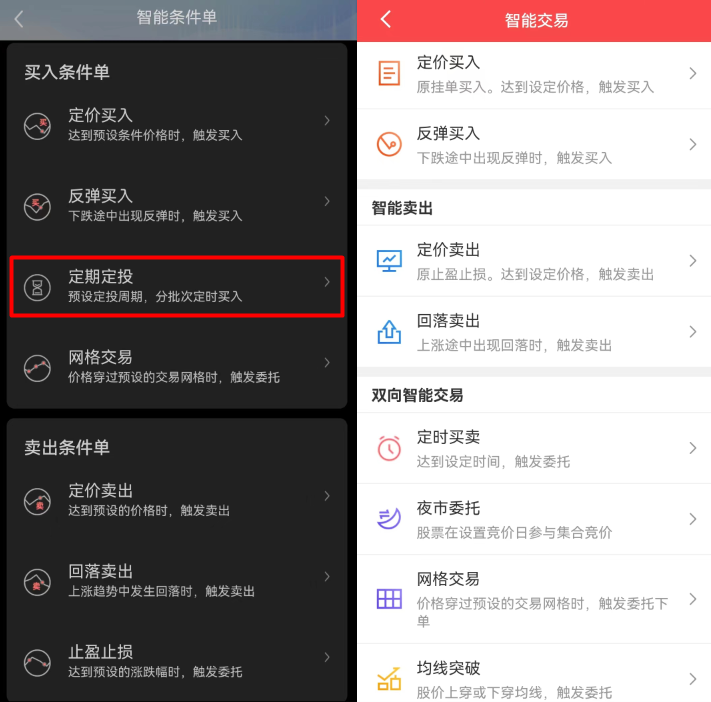 智能条件单
买入条件单
定价买入
达到预设条件价格时，触发买入
反弹买入
下跌途中出现反弹时，触发买入
定期定投
预设定投周期，分批次定时买入
网格交易
价格穿过预设的交易网格时，触发委托
卖出条件单
定价卖出
达到预设的价格时，触发卖出
回落卖出
上涨趋势中发生回落时，触发卖出
止盈止损
达到预设的涨跌幅时，触发委托
智能交易
定价买入
原挂单买入。达到设定价格，触发买入
反弹买入
下跌途中出现反弹时，触发买入
智能卖出
定价卖出
原止盈止损。达到设定价格，触发卖出
回落卖出
上涨途中出现回落时，触发卖出
双向智能交易
定时买卖
达到设定时间，触发委托
夜市委托
股票在设置竞价日参与集合竞价
网格交易
价格穿过预设的交易网格时，触发委托下
单
均线突破
股价上穿或下穿均线，触发委托